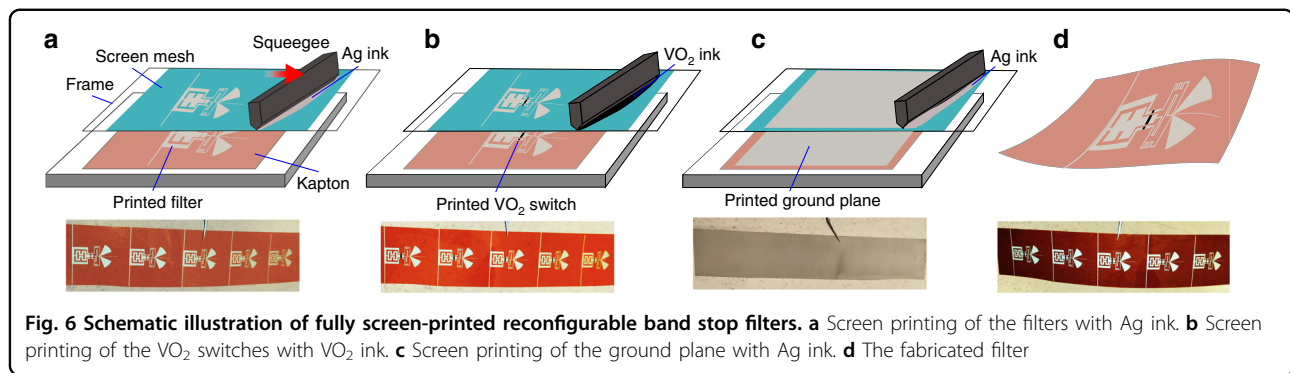 a
Squeegee
Ag ink
Screen mesh
Frame
Kapton
Printed filter
b
VO₂ ink
Printed VO₂ switch
c
Ag ink
Printed ground plane
d
Fig. 6 Schematic illustration of fully screen-printed reconfigurable band stop filters. a Screen printing of the filters with Ag ink. b Screen
printing of the VO₂ switches with VO₂ ink. c Screen printing of the ground plane with Ag ink. d The fabricated filter